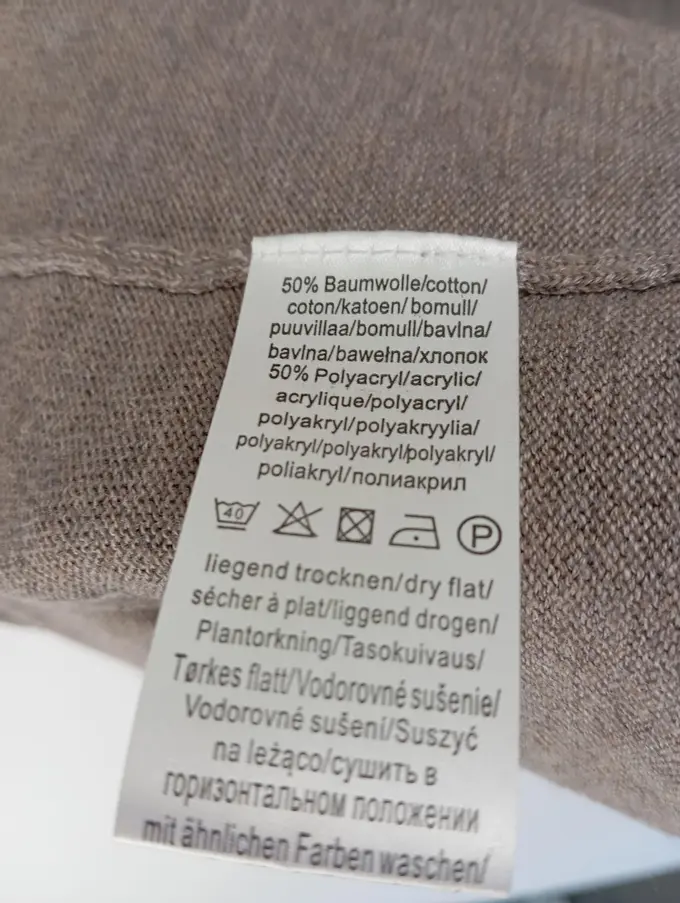 50% Baumwolle/cotton/
coton/katoen/bomull/
puuvillaa/bomull/bavlna/
bavlna/bawełna/хлопок
50% Polyacryl/acrylic/
acrylique/polyacryl/
polyakryl/polyakryylia/
polyakryl/polyakryl/polyakryl/
poliakryl/полиакрил
40 P
liegend trocknen/dry flat/
sécher à plat/liggend drogen/
Plantorkning/Tasokuivaus/
Tørkes flatt/Vodorovné sušenie/
Vodorovné sušení/Suszyć
na leżąco/сушить в
горизонтальном положении
mit ähnlichen Farben waschen/